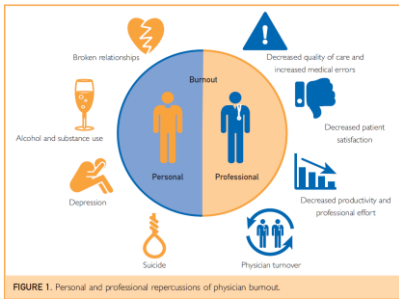 Broken relationships
Alcohol and substance use
Depression
Suicide
Burnout
Personal
Professional
Decreased quality of care and
increased medical errors
Decreased patient
satisfaction
Decreased productivity and
professional effort
Physician turnover
FIGURE 1. Personal and professional repercussions of physician burnout.